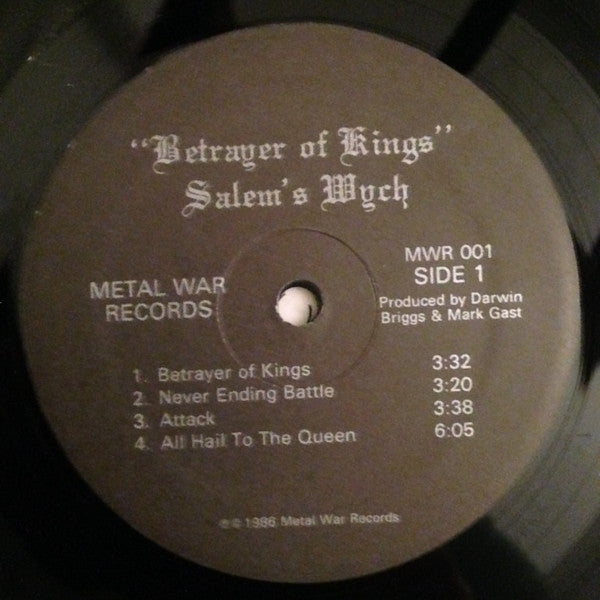 "Betrayer of Kings"
Salem's Wych
METAL WAR
RECORDS
MWR 001
SIDE 1
Produced by Darwin
Briggs & Mark Gast
1. Betrayer of Kings 3:32
2. Never Ending Battle 3:20
3. Attack 3:38
4. All Hail To The Queen 6:05
℗ © 1986 Metal War Records